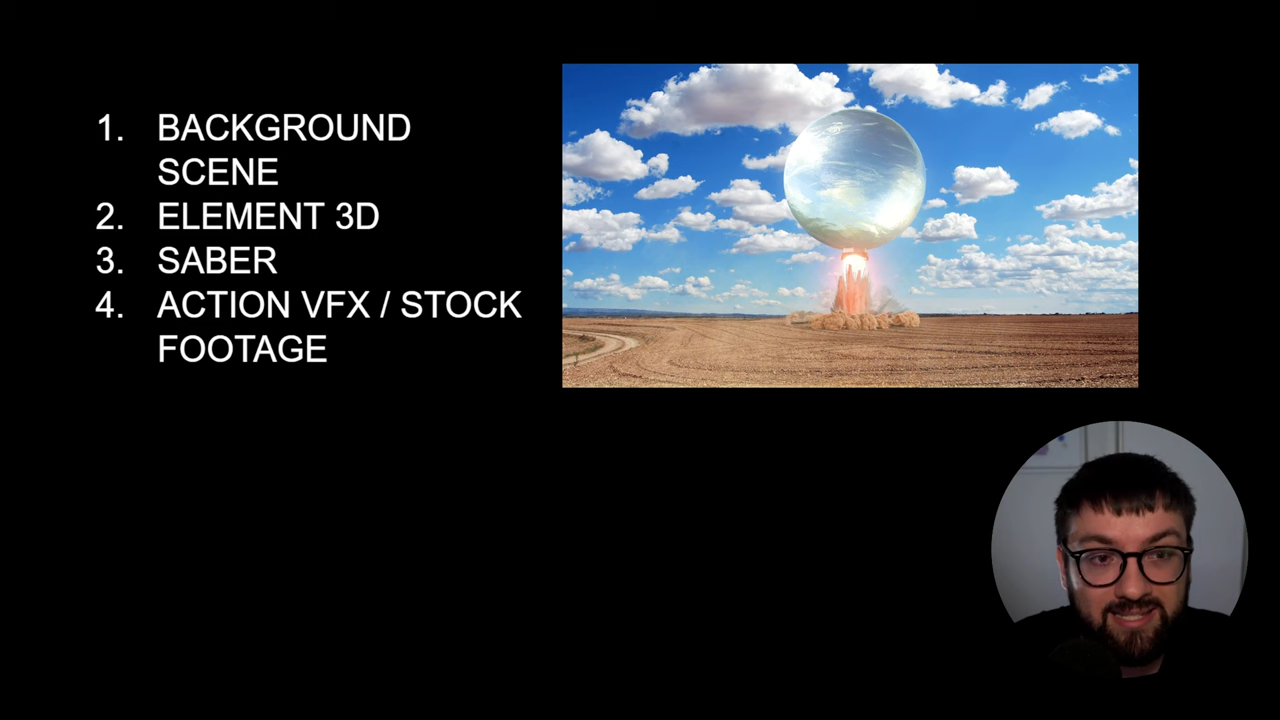 1. BACKGROUND
SCENE
2. ELEMENT 3D
3. SABER
4. ACTION VFX / STOCK
FOOTAGE